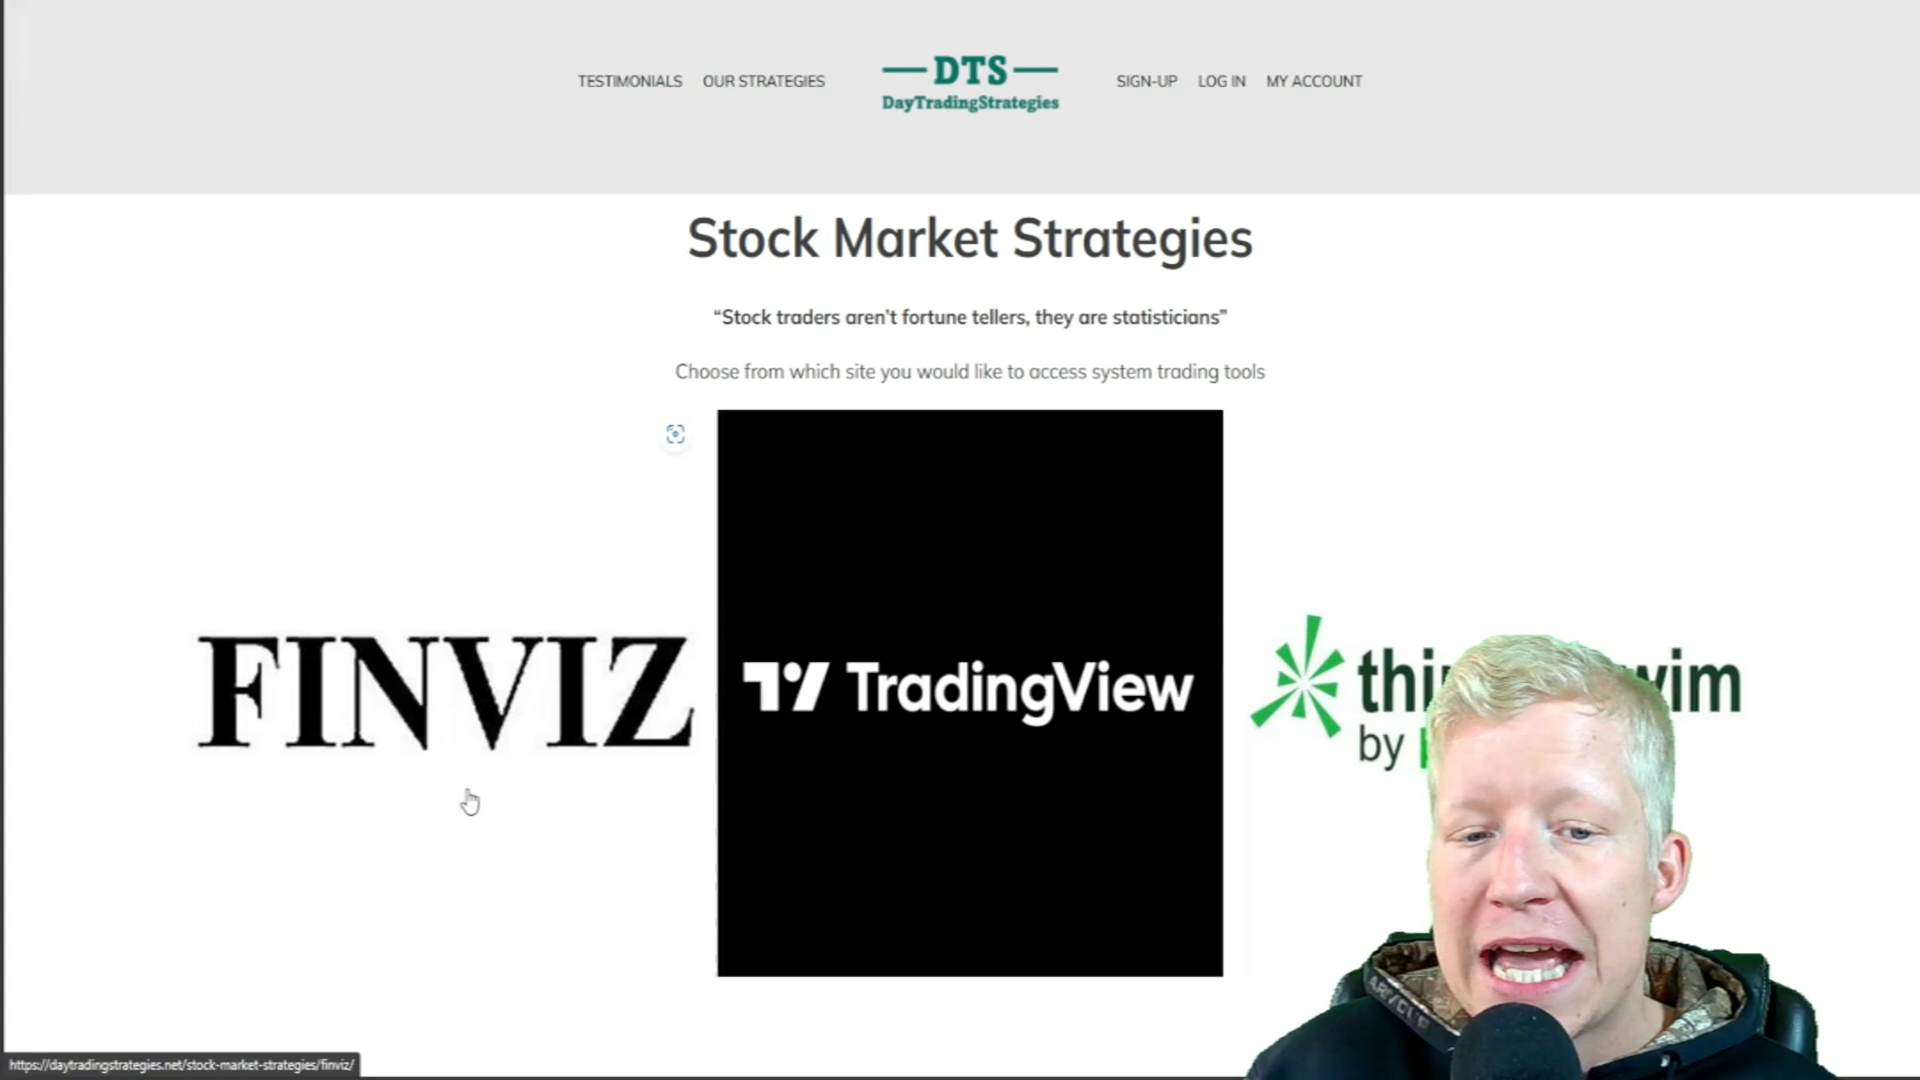 TESTIMONIALS OUR STRATEGIES
DTS
DayTradingStrategies
SIGN-UP LOG IN MY ACCOUNT
Stock Market Strategies
“Stock traders aren’t fortune tellers, they are statisticians”
Choose from which site you would like to access system trading tools
FINVIZ
TradingView
by
https://daytradingstrategies.net/stock-market-strategies/finviz/